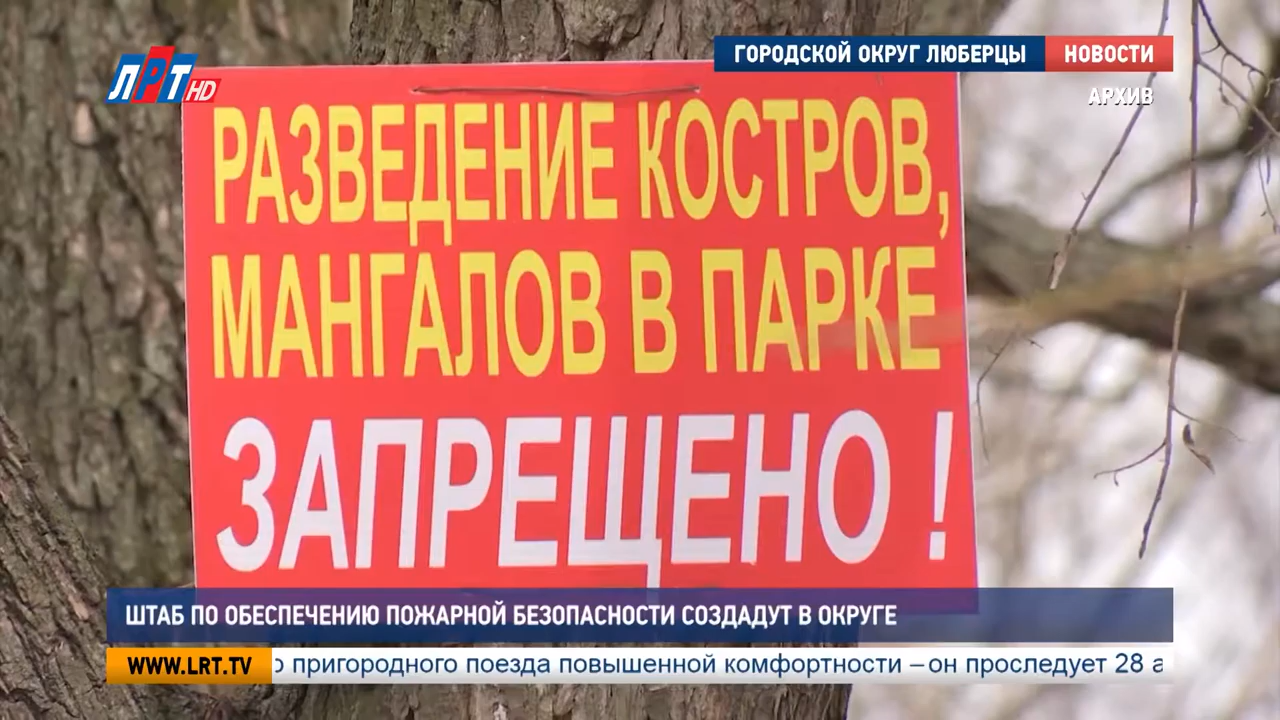 ЛРТ HD
ГОРОДСКОЙ ОКРУГ ЛЮБЕРЦЫ НОВОСТИ
АРХИВ
РАЗВЕДЕНИЕ КОСТРОВ,
МАНГАЛОВ В ПАРКЕ
ЗАПРЕЩЕНО !
ШТАБ ПО ОБЕСПЕЧЕНИЮ ПОЖАРНОЙ БЕЗОПАСНОСТИ СОЗДАДУТ В ОКРУГЕ
WWW.LRT.TV пригородного поезда повышенной комфортности – он проследует 28